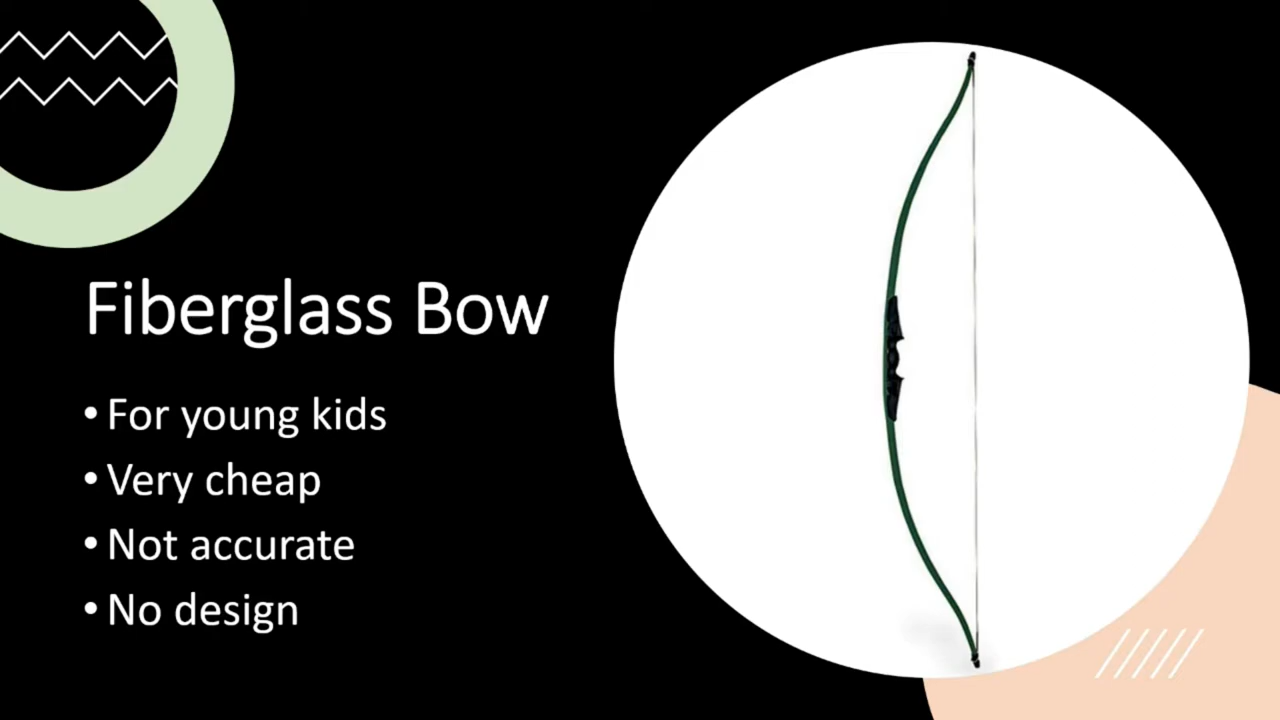 Fiberglass Bow
• For young kids
• Very cheap
• Not accurate
• No design